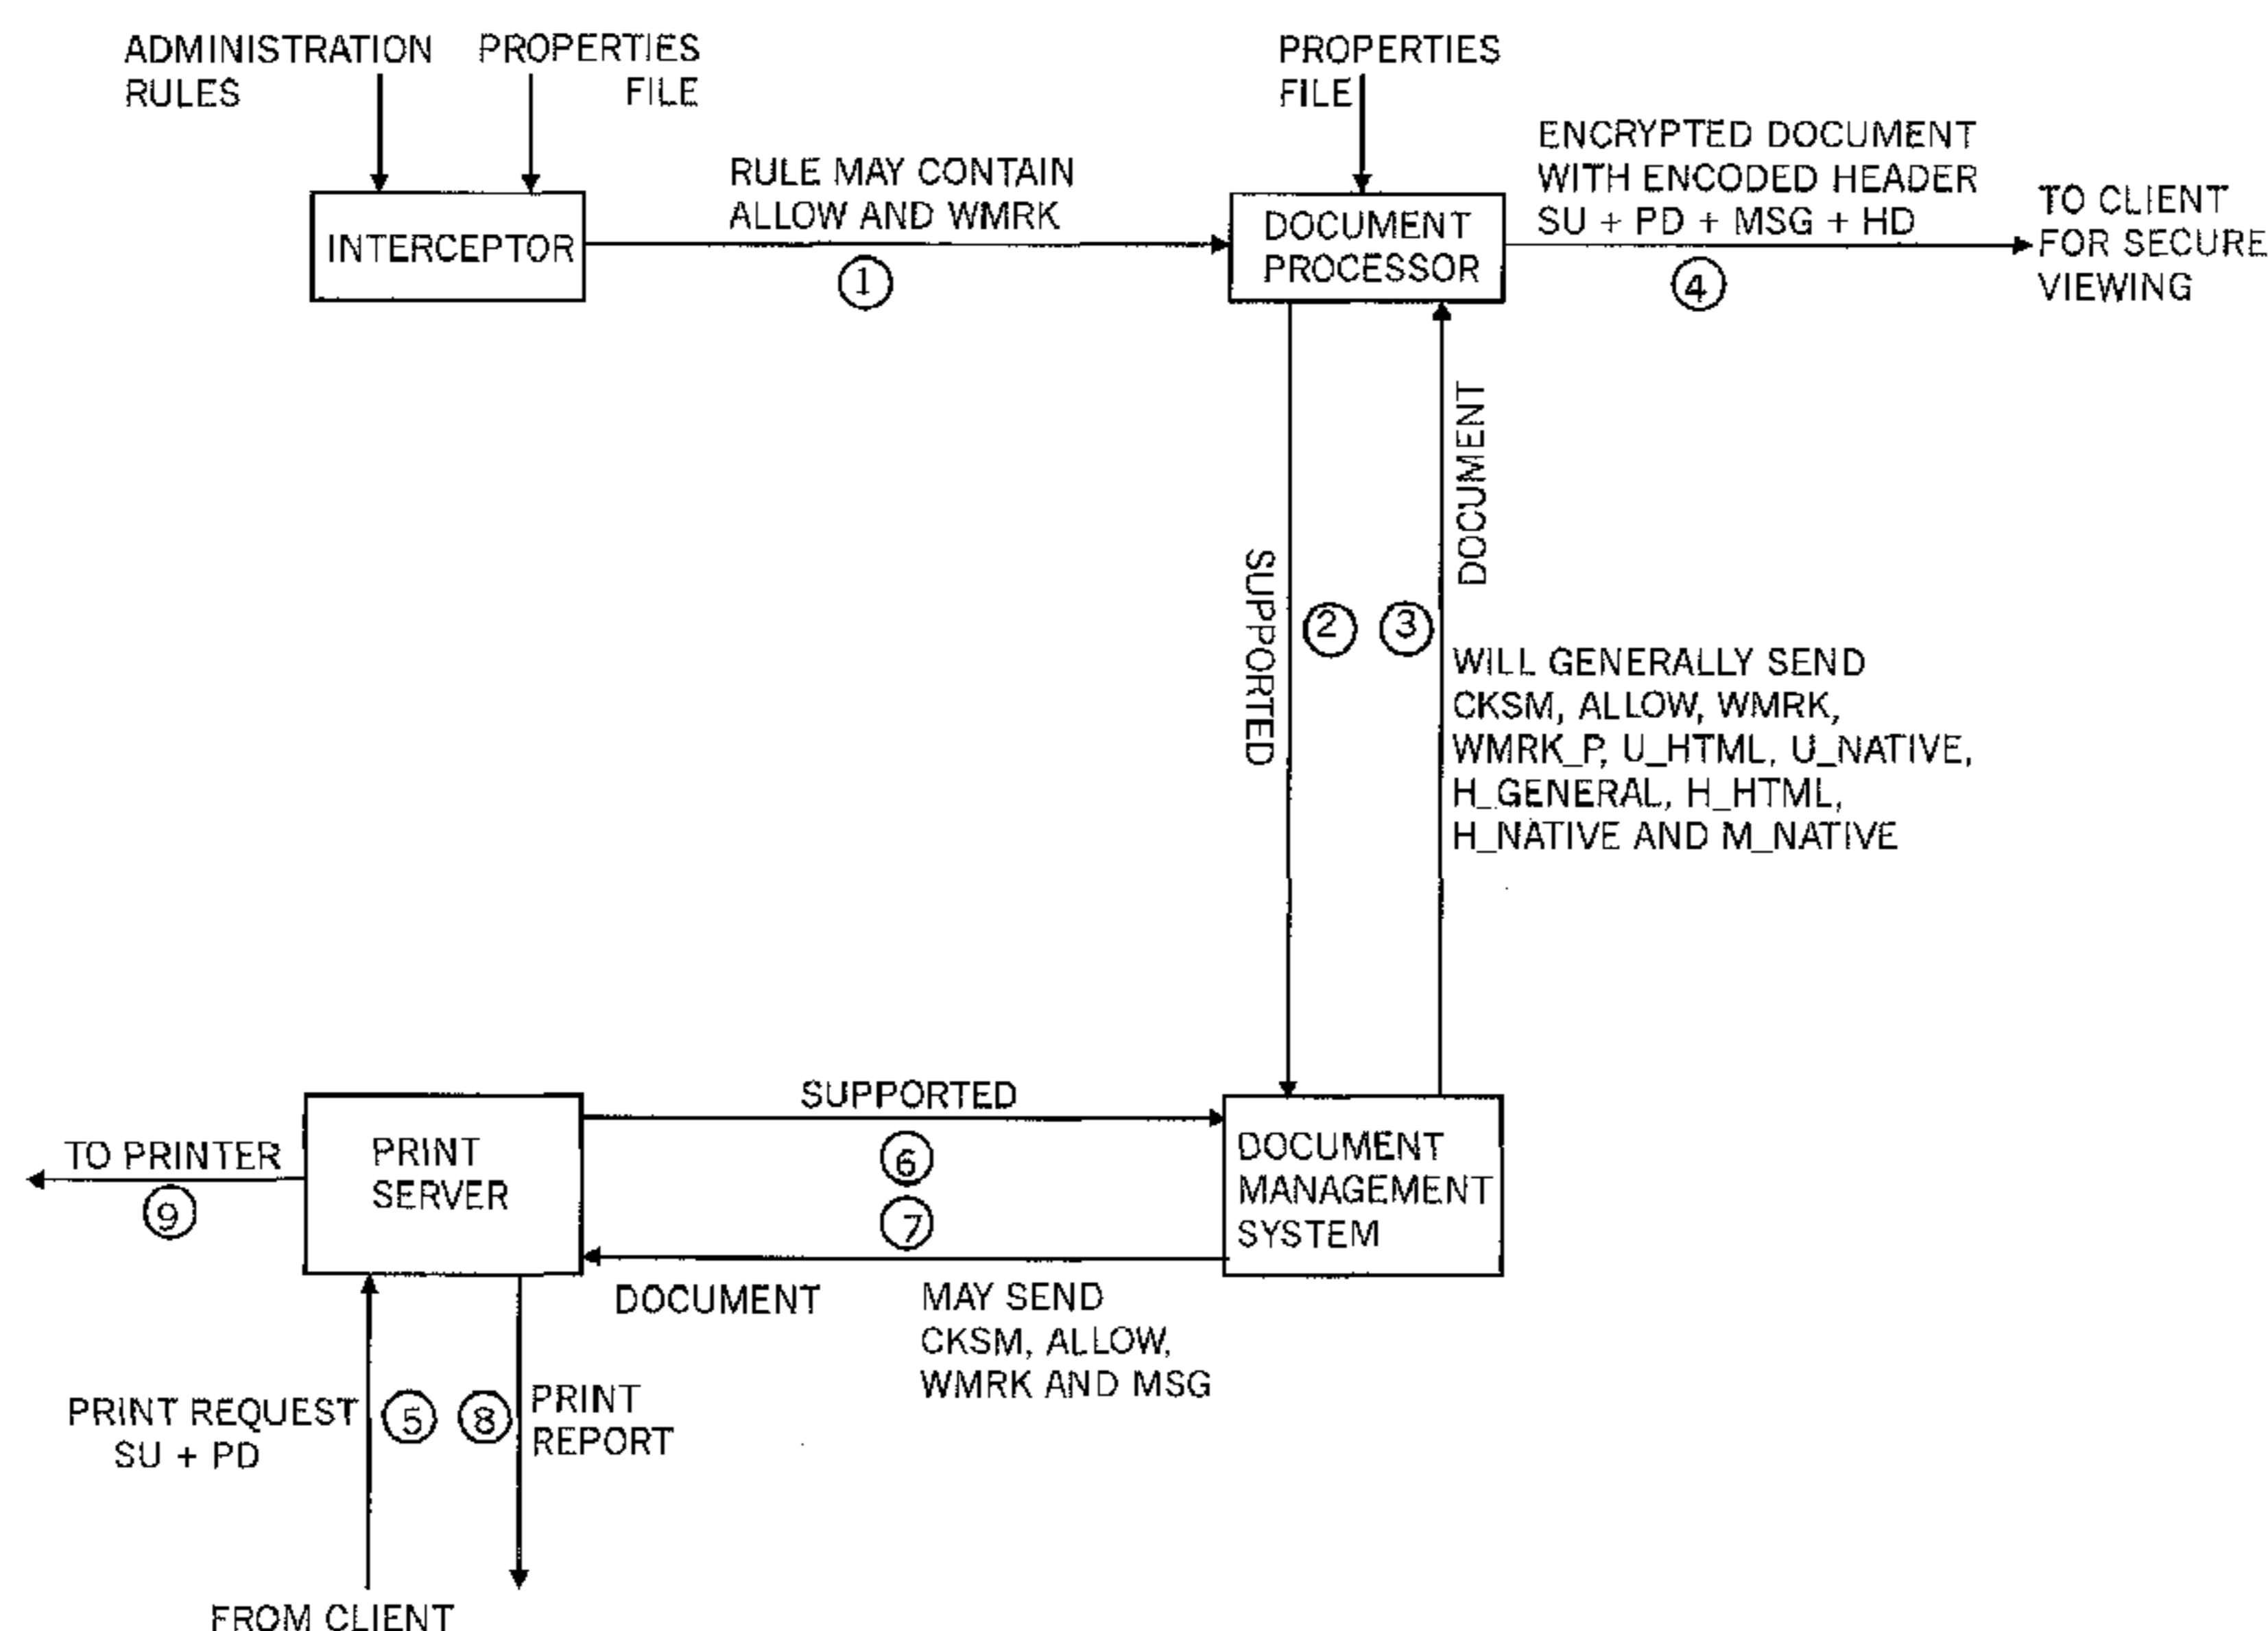 ADMINISTRATION
RULES
PROPERTIES
FILE
PROPERTIES
FILE
INTERCEPTOR
RULE MAY CONTAIN
ALLOW AND WMRK
1
DOCUMENT
PROCESSOR
ENCRYPTED DOCUMENT
WITH ENCODED HEADER
SU + PD + MSG + HD
4
TO CLIENT
FOR SECURE
VIEWING
SUPPORTED
2
3
DOCUMENT
WILL GENERALLY SEND
CKSM, ALLOW, WMRK,
WMRK_P, U_HTML, U_NATIVE,
H_GENERAL, H_HTML,
H_NATIVE AND M_NATIVE
TO PRINTER
9
PRINT
SERVER
SUPPORTED
6
7
DOCUMENT
MANAGEMENT
SYSTEM
DOCUMENT
MAY SEND
CKSM, ALLOW,
WMRK AND MSG
PRINT REQUEST
SU + PD
5
8
PRINT
REPORT
FROM CLIENT